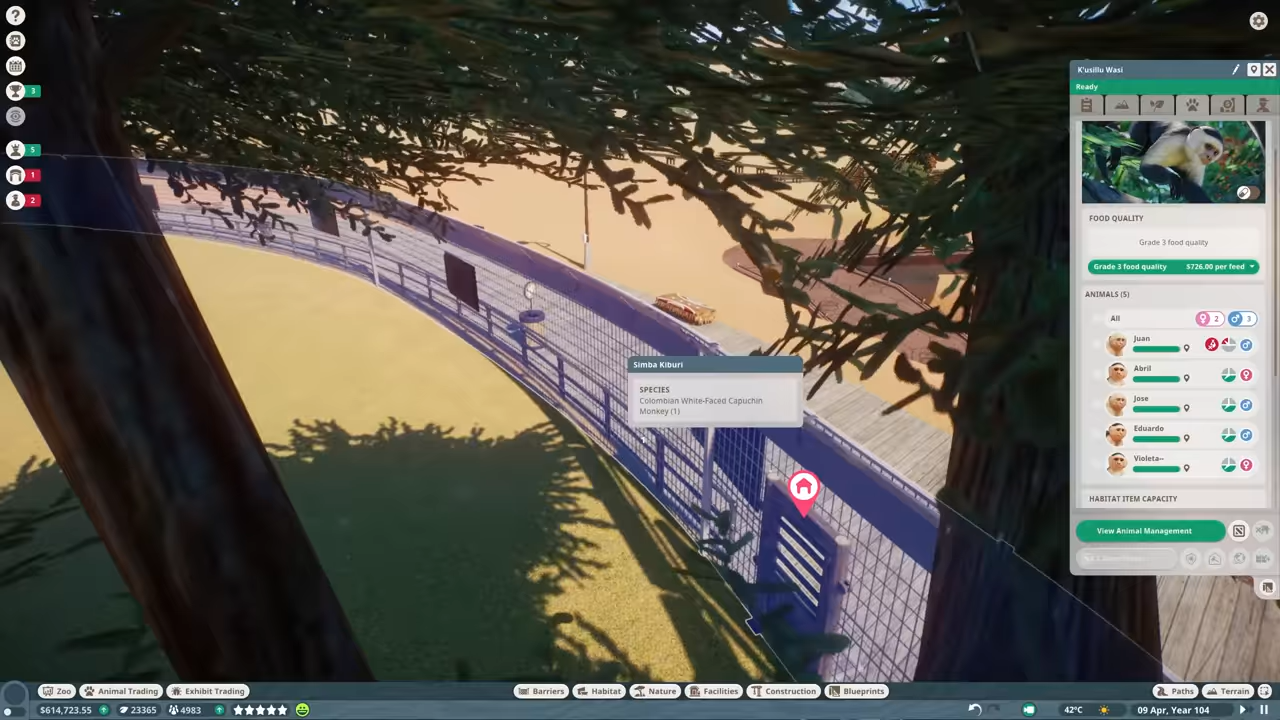 ?
3
5
1
2
K'usillu Wasi
Ready
FOOD QUALITY
Grade 3 food quality
Grade 3 food quality $726.00 per feed
ANIMALS (5)
All 2 3
Juan
Abril
Jose
Eduardo
Violeta--
HABITAT ITEM CAPACITY
View Animal Management
Simba Kiburi
SPECIES
Colombian White-Faced Capuchin
Monkey (1)
Zoo Animal Trading Exhibit Trading Barriers Habitat Nature Facilities Construction Blueprints Paths Terrain
$614,723.55 23365 4983 42°C 09 Apr, Year 104